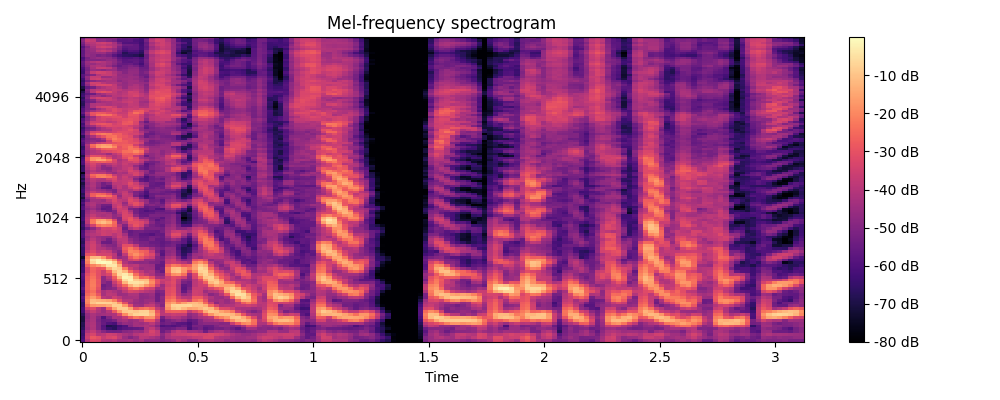 Mel-frequency spectrogram
Hz
4096
2048
1024
512
0
0
0.5
1
1.5
2
2.5
3
Time
-10 dB
-20 dB
-30 dB
-40 dB
-50 dB
-60 dB
-70 dB
-80 dB